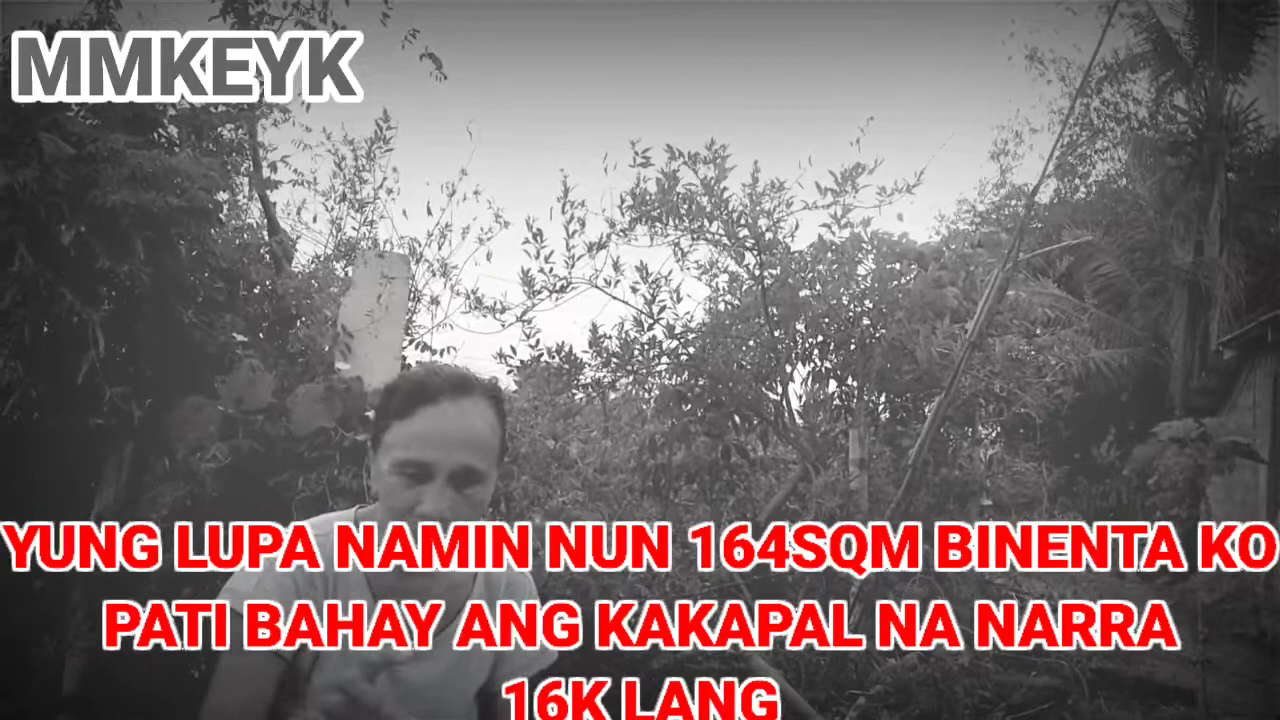 MMKEYK
YUNG LUPA NAMIN NUN 164SQM BINENTA KO
PATI BAHAY ANG KAKAPAL NA NARRA
16K LANG